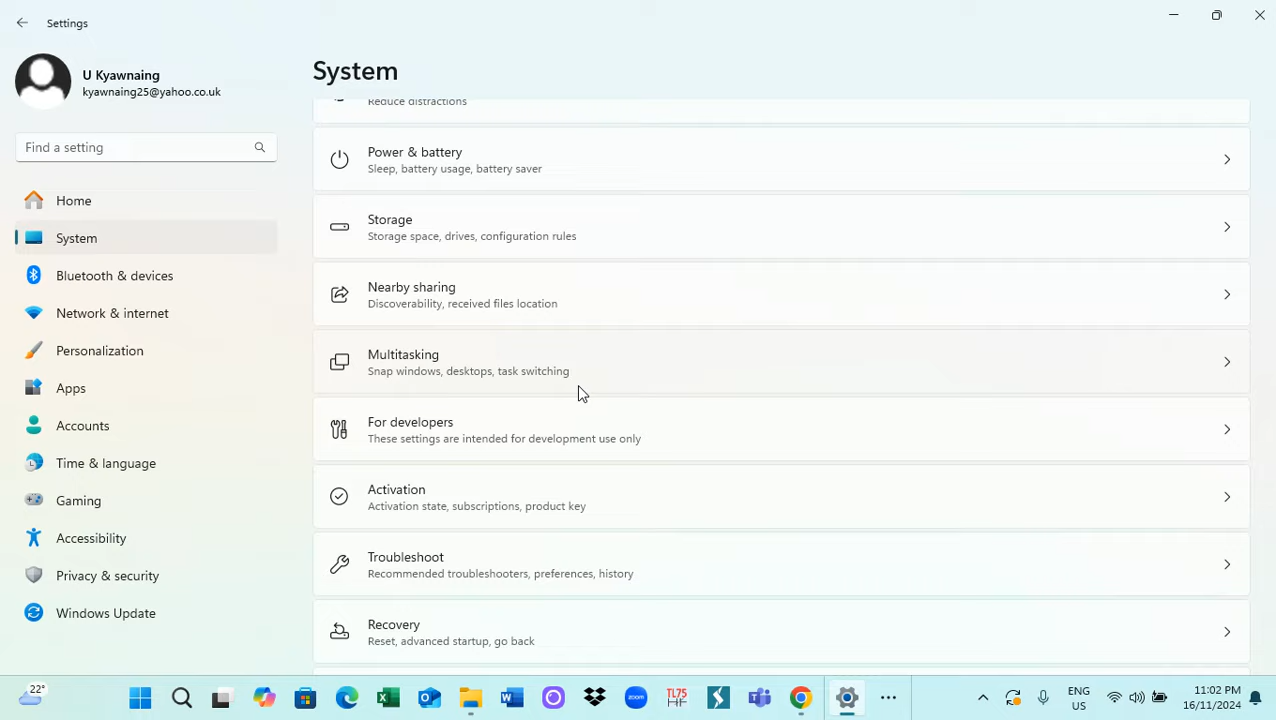 Settings
U Kyawnaing
kyawnaing25@yahoo.co.uk
Find a setting
Home
System
Bluetooth & devices
Network & internet
Personalization
Apps
Accounts
Time & language
Gaming
Accessibility
Privacy & security
Windows Update
System
Reduce distractions
Power & battery
Sleep, battery usage, battery saver
Storage
Storage space, drives, configuration rules
Nearby sharing
Discoverability, received files location
Multitasking
Snap windows, desktops, task switching
For developers
These settings are intended for development use only
Activation
Activation state, subscriptions, product key
Troubleshoot
Recommended troubleshooters, preferences, history
Recovery
Reset, advanced startup, go back
22°
zoom
TL75
ENG
US
11:02 PM
16/11/2024